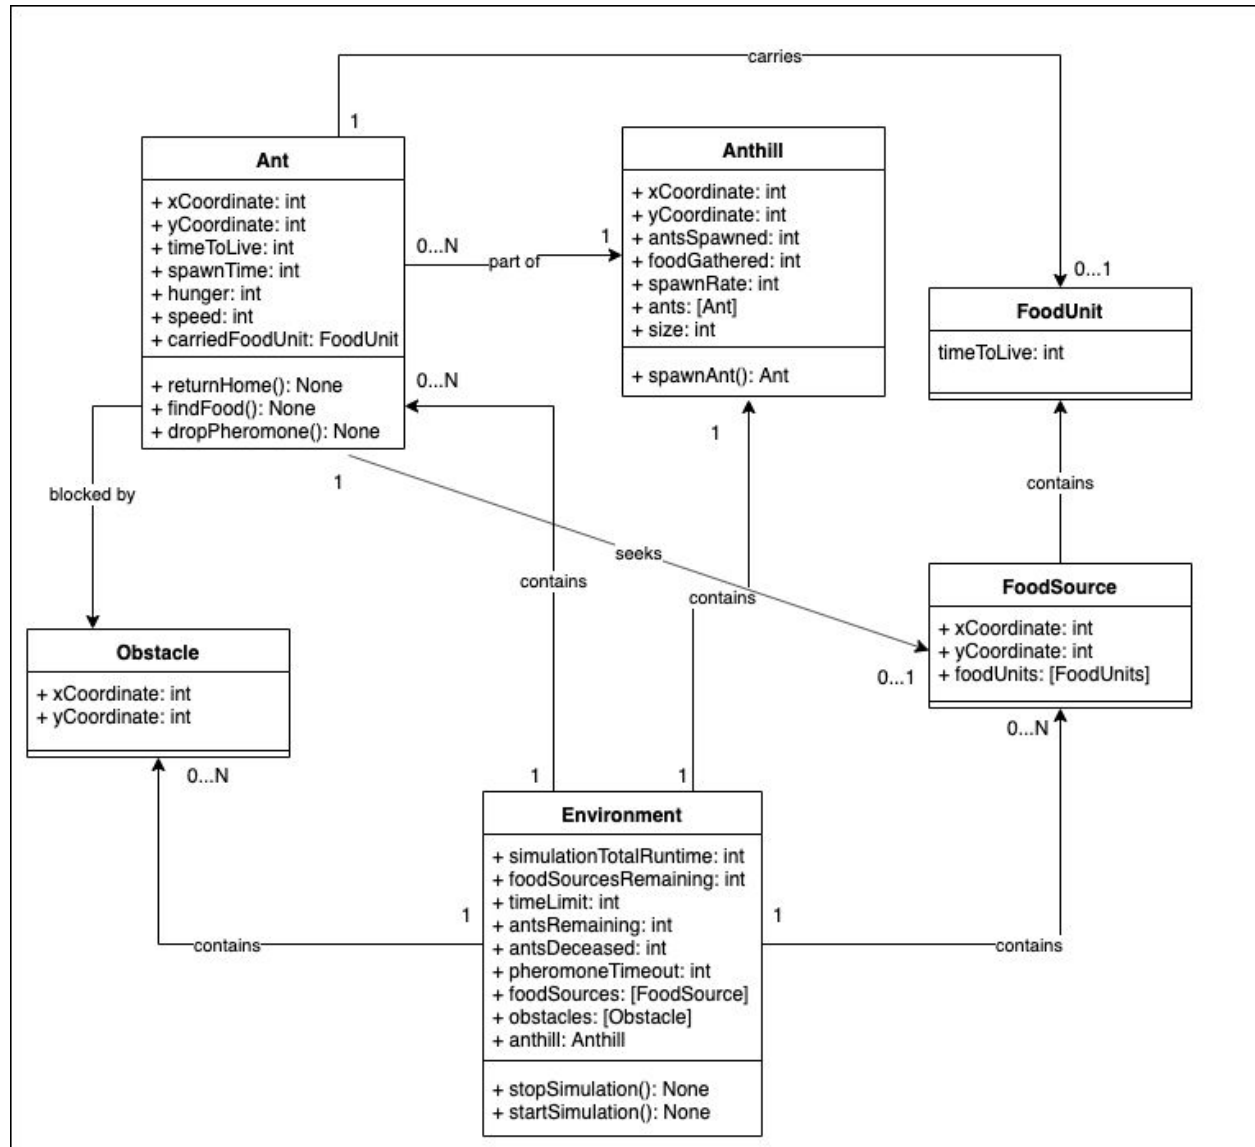 carries
1
Ant
+ xCoordinate: int
+ yCoordinate: int
+ timeToLive: int
+ spawnTime: int
+ hunger: int
+ speed: int
+ carriedFoodUnit: FoodUnit
+ returnHome(): None
+ findFood(): None
+ dropPheromone(): None
0...N
part of
1
Anthill
+ xCoordinate: int
+ yCoordinate: int
+ antsSpawned: int
+ foodGathered: int
+ spawnRate: int
+ ants: [Ant]
+ size: int
+ spawnAnt(): Ant
0...1
FoodUnit
timeToLive: int
0...N
1
blocked by
1
contains
seeks
contains
contains
FoodSource
+ xCoordinate: int
+ yCoordinate: int
+ foodUnits: [FoodUnits]
0...1
0...N
Obstacle
+ xCoordinate: int
+ yCoordinate: int
0...N
1
1
Environment
+ simulationTotalRuntime: int
+ foodSourcesRemaining: int
+ timeLimit: int
+ antsRemaining: int
+ antsDeceased: int
+ pheromoneTimeout: int
+ foodSources: [FoodSource]
+ obstacles: [Obstacle]
+ anthill: Anthill
+ stopSimulation(): None
+ startSimulation(): None
1
contains
1
contains